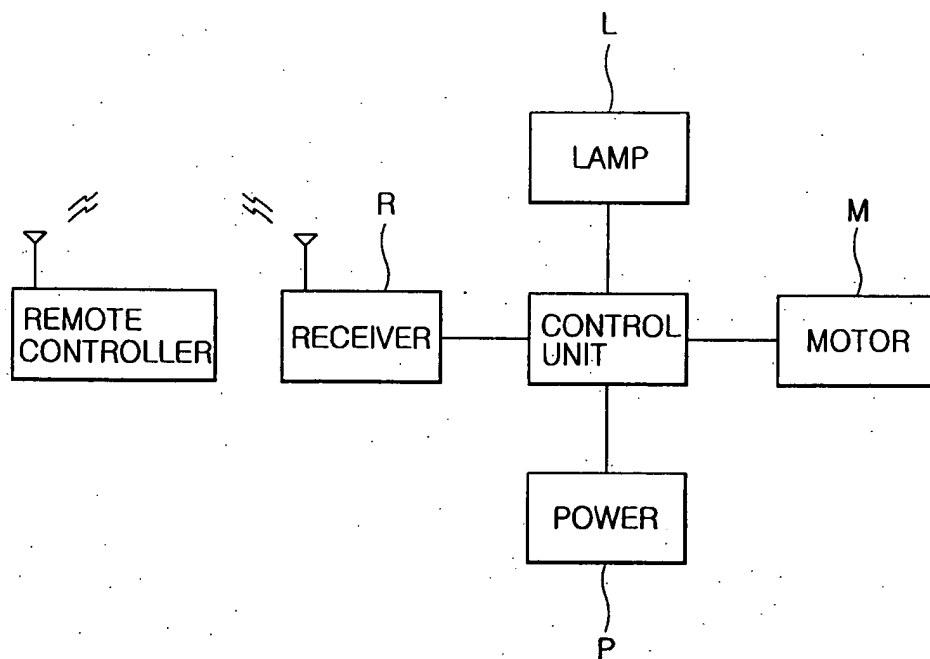 L
LAMP
R
M
REMOTE
CONTROLLER
RECEIVER
CONTROL
UNIT
MOTOR
POWER
P